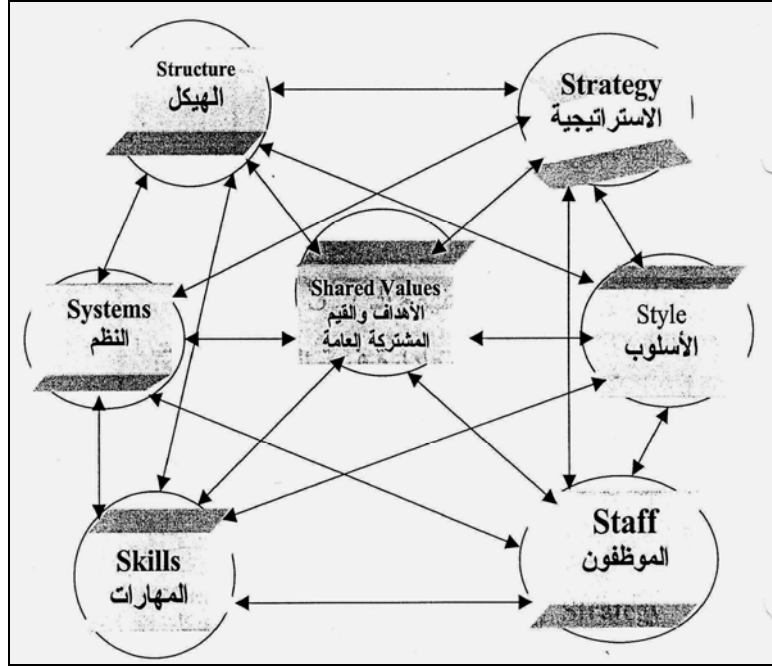 Structure
الهيكل
Strategy
الاستراتيجية
Shared Values
الأهداف والقيم
المشتركة العامة
Systems
النظم
Style
الأسلوب
Skills
المهارات
Staff
الموظفون